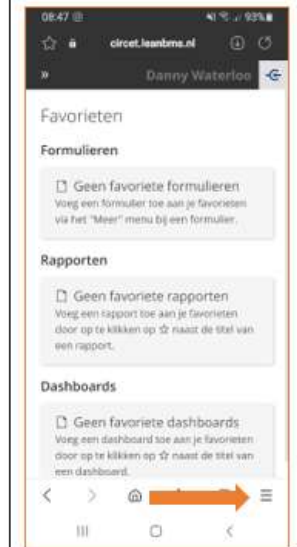 08:47
93%
circet.leanbms.nl
»
Danny Waterloo
Favorieten
Formulieren
Geen favoriete formulieren
Voeg een formulier toe aan je favorieten
via het "Meer" menu bij een formulier.
Rapporten
Geen favoriete rapporten
Voeg een rapport toe aan je favorieten
door op te klikken op ☆ naast de titel van
een rapport.
Dashboards
Geen favoriete dashboards
Voeg een dashboard toe aan je favorieten
door op te klikken op ☆ naast de titel van
een dashboard.